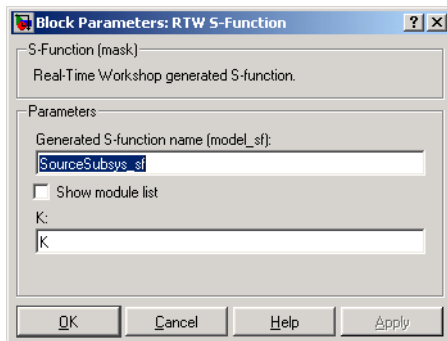 Block Parameters: RTW S-Function
S-Function (mask)
Real-Time Workshop generated S-function.
Parameters
Generated S-function name (model_sf):
SourceSubsys_sf
Show module list
K:
K
OK Cancel Help Apply